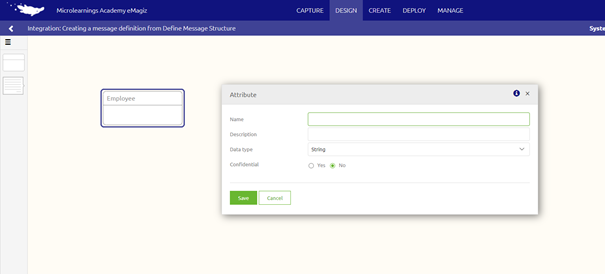 Microlearnings Academy eMagiz
CAPTURE DESIGN CREATE DEPLOY MANAGE
Integration: Creating a message definition from Define Message Structure
Syste
Employee
Attribute
Name
Description
Data type String
Confidential Yes No
Save Cancel